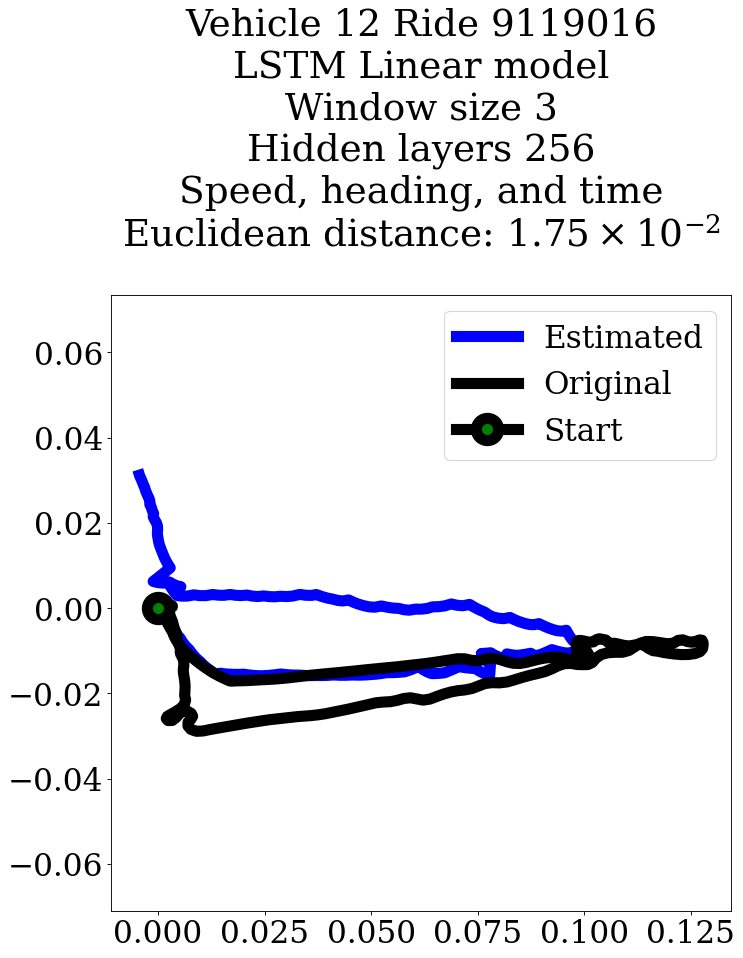 Vehicle 12 Ride 9119016
LSTM Linear model
Window size 3
Hidden layers 256
Speed, heading, and time
Euclidean distance: 1.75 × 10⁻²
Estimated
Original
Start
0.06
0.04
0.02
0.00
−0.02
−0.04
−0.06
0.000 0.025 0.050 0.075 0.100 0.125